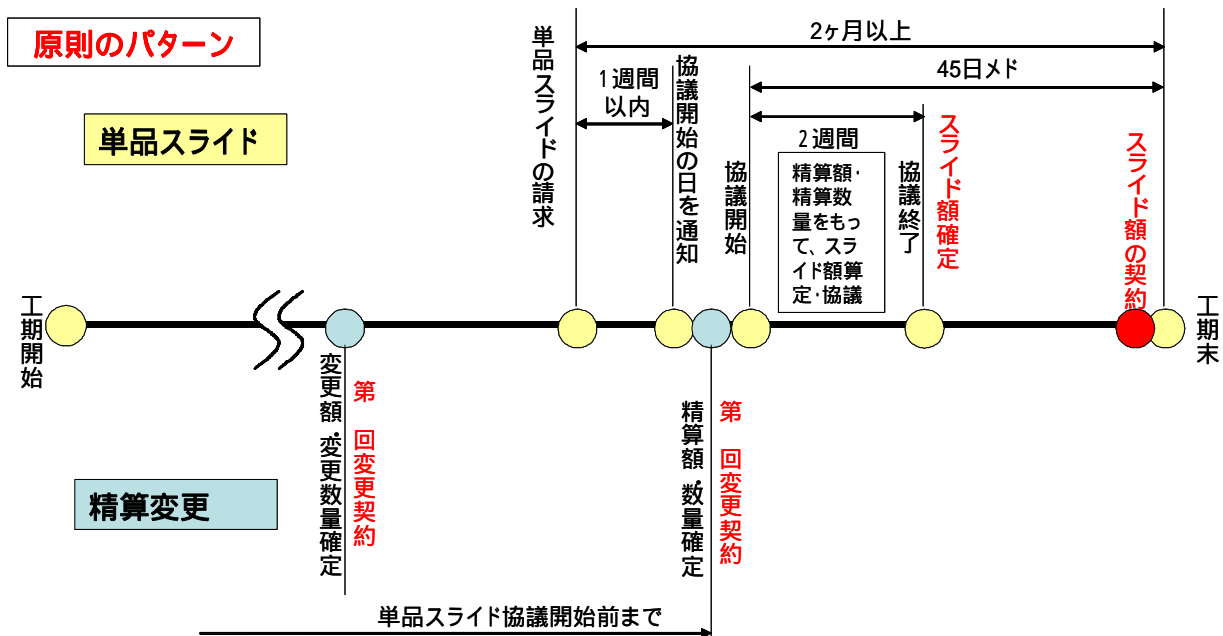 原則のパターン
単品スライド
2ヶ月以上
45日メド
1週間
以内
2週間
単品スライドの請求
協議開始の日を通知
協議開始
精算額・
精算数
量をもっ
て、スラ
イド額算
定・協議
協議終了
スライド額確定
スライド額の契約
工期開始
工期末
変更額・変更数量確定
第 回変更契約
精算額・数量確定
第 回変更契約
精算変更
単品スライド協議開始前まで